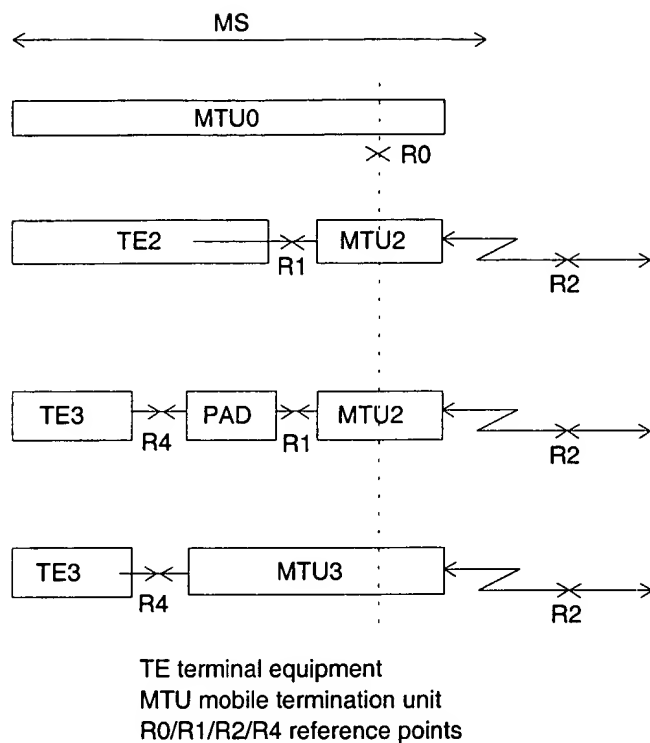 MS
MTU0
R0
TE2
R1
MTU2
R2
TE3
R4
PAD
R1
MTU2
R2
TE3
R4
MTU3
R2
TE terminal equipment
MTU mobile termination unit
R0/R1/R2/R4 reference points